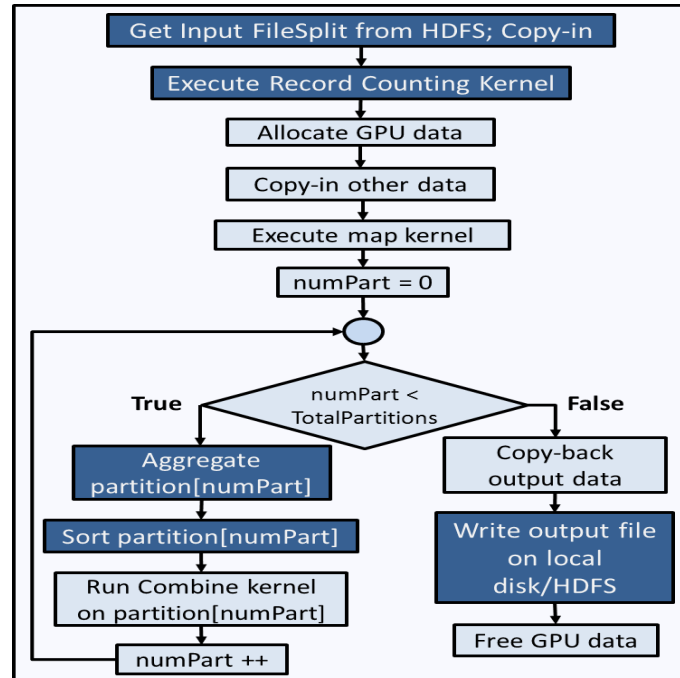 Get Input FileSplit from HDFS; Copy-in
Execute Record Counting Kernel
Allocate GPU data
Copy-in other data
Execute map kernel
numPart = 0
numPart <
TotalPartitions
True
False
Aggregate
partition[numPart]
Sort partition[numPart]
Run Combine kernel
on partition[numPart]
numPart ++
Copy-back
output data
Write output file
on local
disk/HDFS
Free GPU data